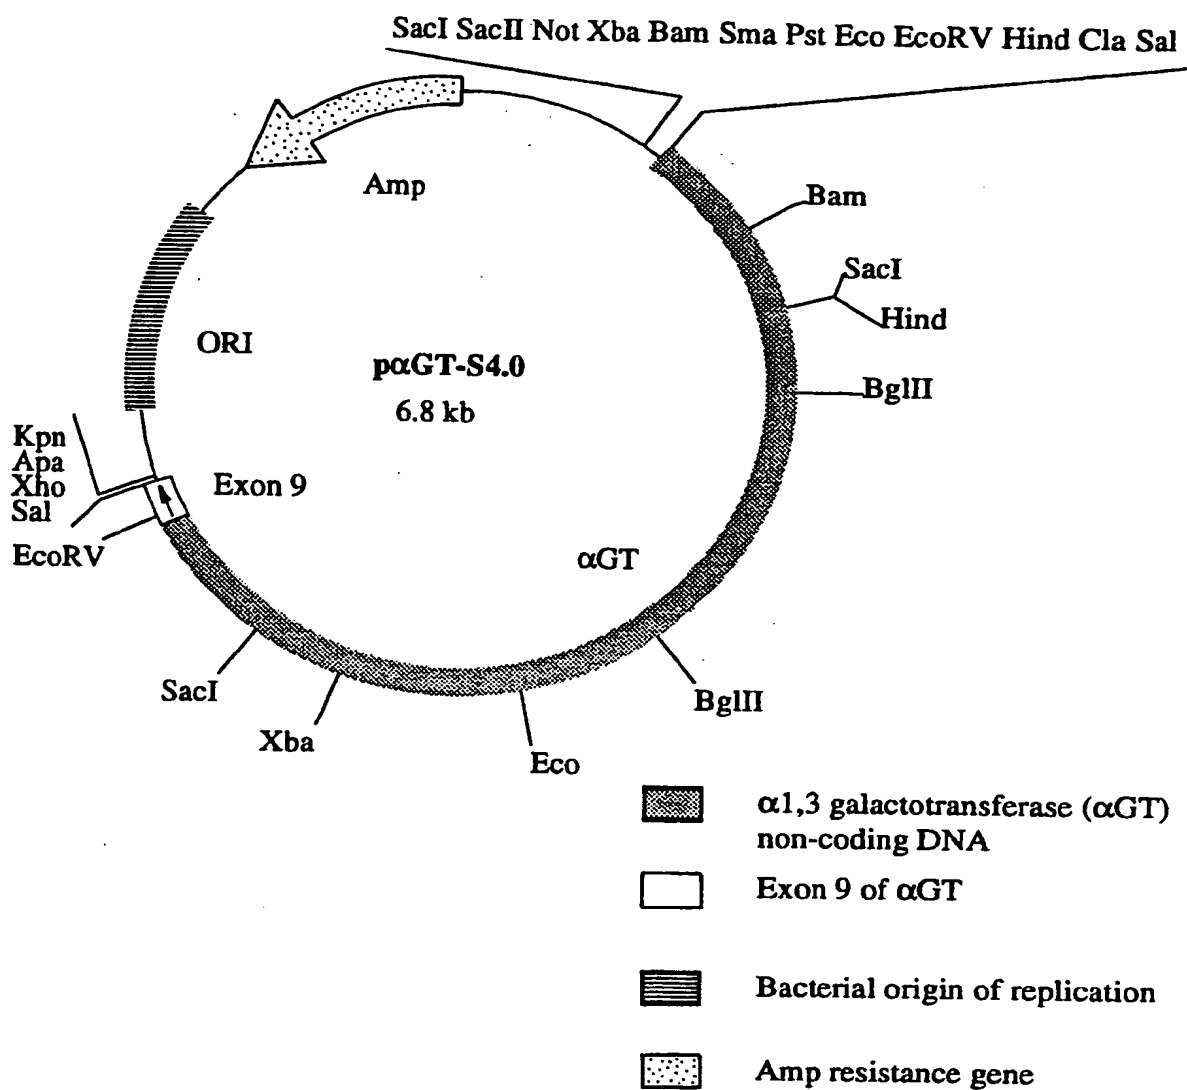 SacI SacII Not Xba Bam Sma Pst Eco EcoRV Hind Cla Sal
Amp
Bam
SacI
Hind
ORI
pαGT-S4.0
6.8 kb
BglII
Kpn
Apa
Xho
Sal
EcoRV
Exon 9
αGT
SacI
Xba
Eco
BglII
α1,3 galactotransferase (αGT)
non-coding DNA
Exon 9 of αGT
Bacterial origin of replication
Amp resistance gene